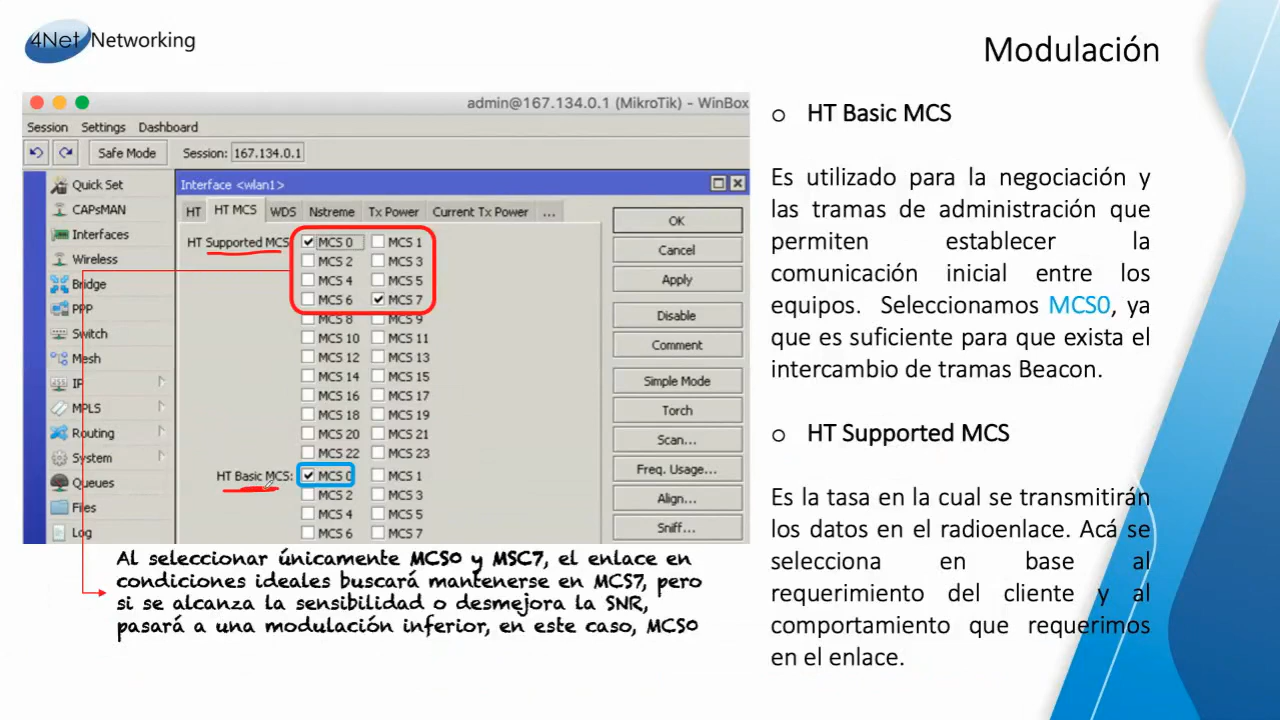 4Net Networking
Modulación
admin@167.134.0.1 (MikroTik) - WinBox
Session Settings Dashboard
Safe Mode Session: 167.134.0.1
Quick Set
CAPsMAN
Interfaces
Wireless
Bridge
PPP
Switch
Mesh
IP
MPLS
Routing
System
Queues
Files
Log
Interface <wlan1>
HT HT MCS WDS Nstreme Tx Power Current Tx Power ...
HT Supported MCS MCS 0 MCS 1
MCS 2 MCS 3
MCS 4 MCS 5
MCS 6 MCS 7
MCS 8 MCS 9
MCS 10 MCS 11
MCS 12 MCS 13
MCS 14 MCS 15
MCS 16 MCS 17
MCS 18 MCS 19
MCS 20 MCS 21
MCS 22 MCS 23
HT Basic MCS: MCS 0 MCS 1
MCS 2 MCS 3
MCS 4 MCS 5
MCS 6 MCS 7
OK
Cancel
Apply
Disable
Comment
Simple Mode
Torch
Scan...
Freq. Usage...
Align...
Sniff...
Al seleccionar únicamente MCS0 y MSC7, el enlace en
condiciones ideales buscará mantenerse en MCS7, pero
si se alcanza la sensibilidad o desmejora la SNR,
pasará a una modulación inferior, en este caso, MCS0
o HT Basic MCS
Es utilizado para la negociación y
las tramas de administración que
permiten establecer la
comunicación inicial entre los
equipos. Seleccionamos MCS0, ya
que es suficiente para que exista el
intercambio de tramas Beacon.
o HT Supported MCS
Es la tasa en la cual se transmitirán
los datos en el radioenlace. Acá se
selecciona en base al
requerimiento del cliente y al
comportamiento que requerimos
en el enlace.